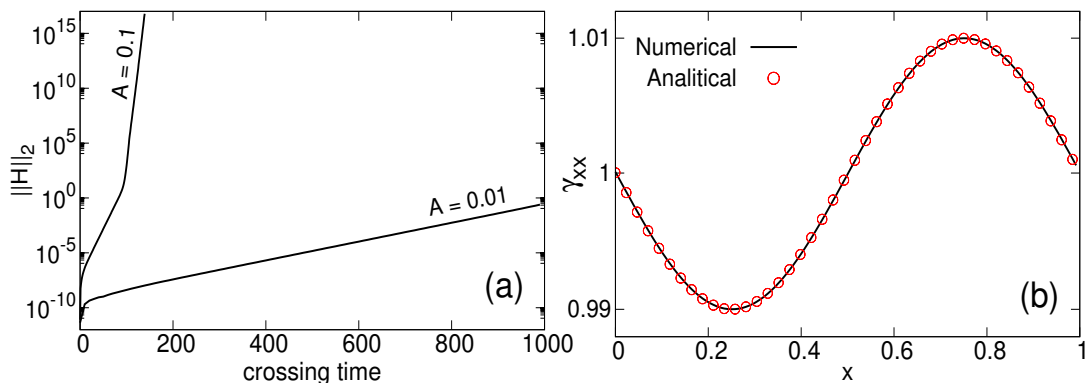 10^15
10^10
10^5
10^0
10^-5
10^-10
||H||_2
A = 0.1
A = 0.01
(a)
0 200 400 600 800 1000
crossing time
1.01
1
0.99
γ_xx
Numerical
Analitical
(b)
0 0.2 0.4 0.6 0.8 1
x